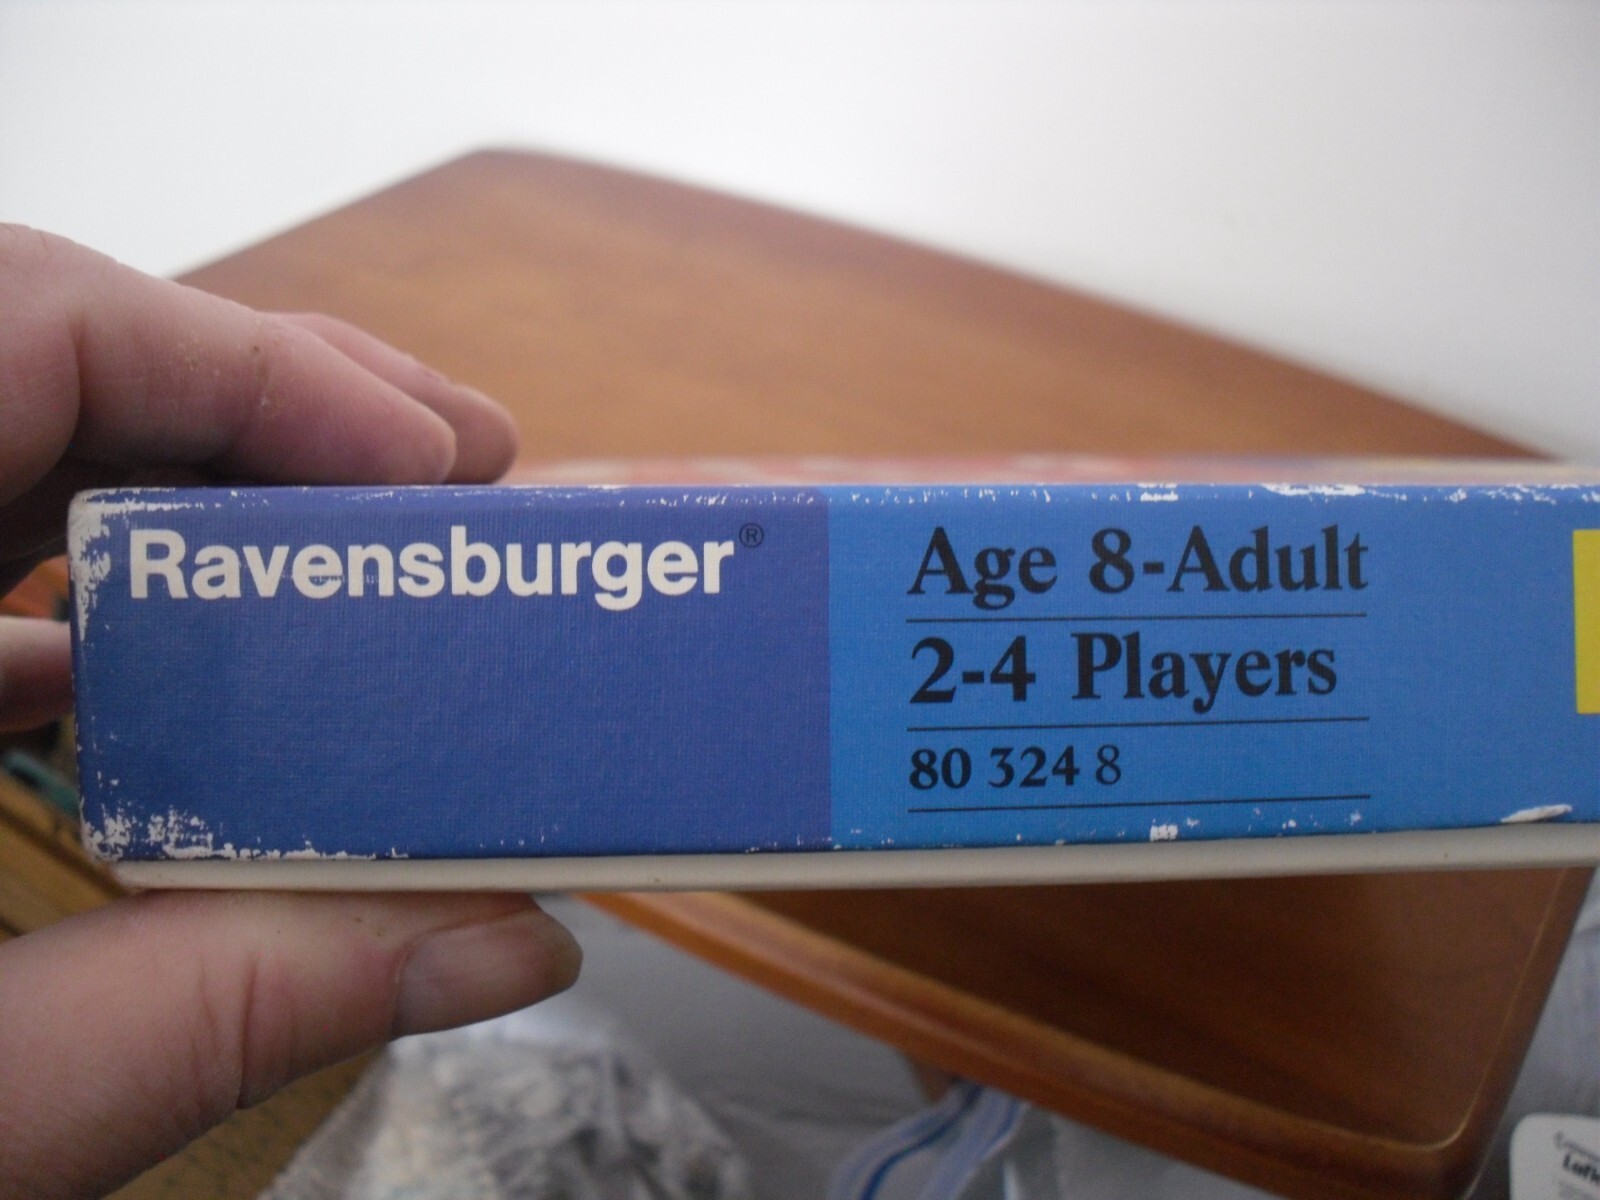 Ravensburger®
Age 8-Adult
2-4 Players
80 324 8